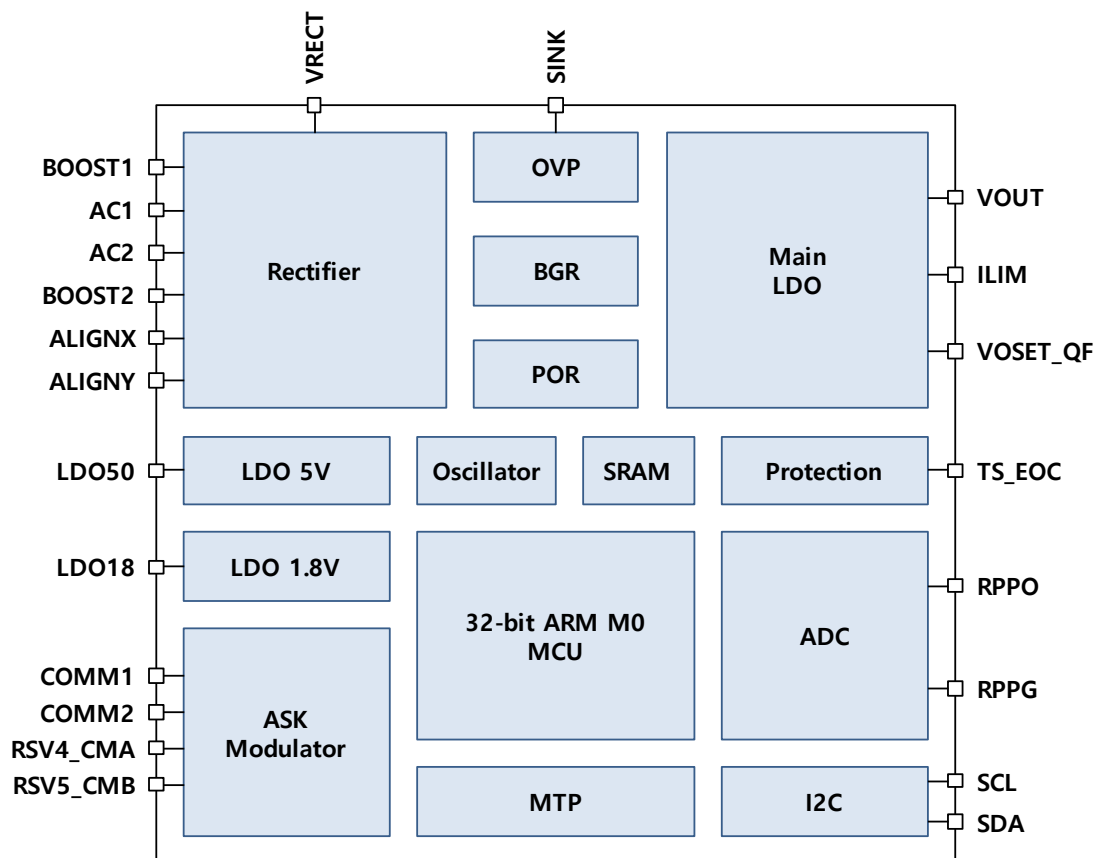 VRECT
SINK
BOOST1
AC1
AC2
BOOST2
ALIGNX
ALIGNY
Rectifier
OVP
BGR
POR
Main
LDO
VOUT
ILIM
VOSET_QF
LDO50
LDO 5V
Oscillator
SRAM
Protection
TS_EOC
LDO18
LDO 1.8V
32-bit ARM M0
MCU
ADC
RPPO
RPPG
COMM1
COMM2
RSV4_CMA
RSV5_CMB
ASK
Modulator
MTP
I2C
SCL
SDA